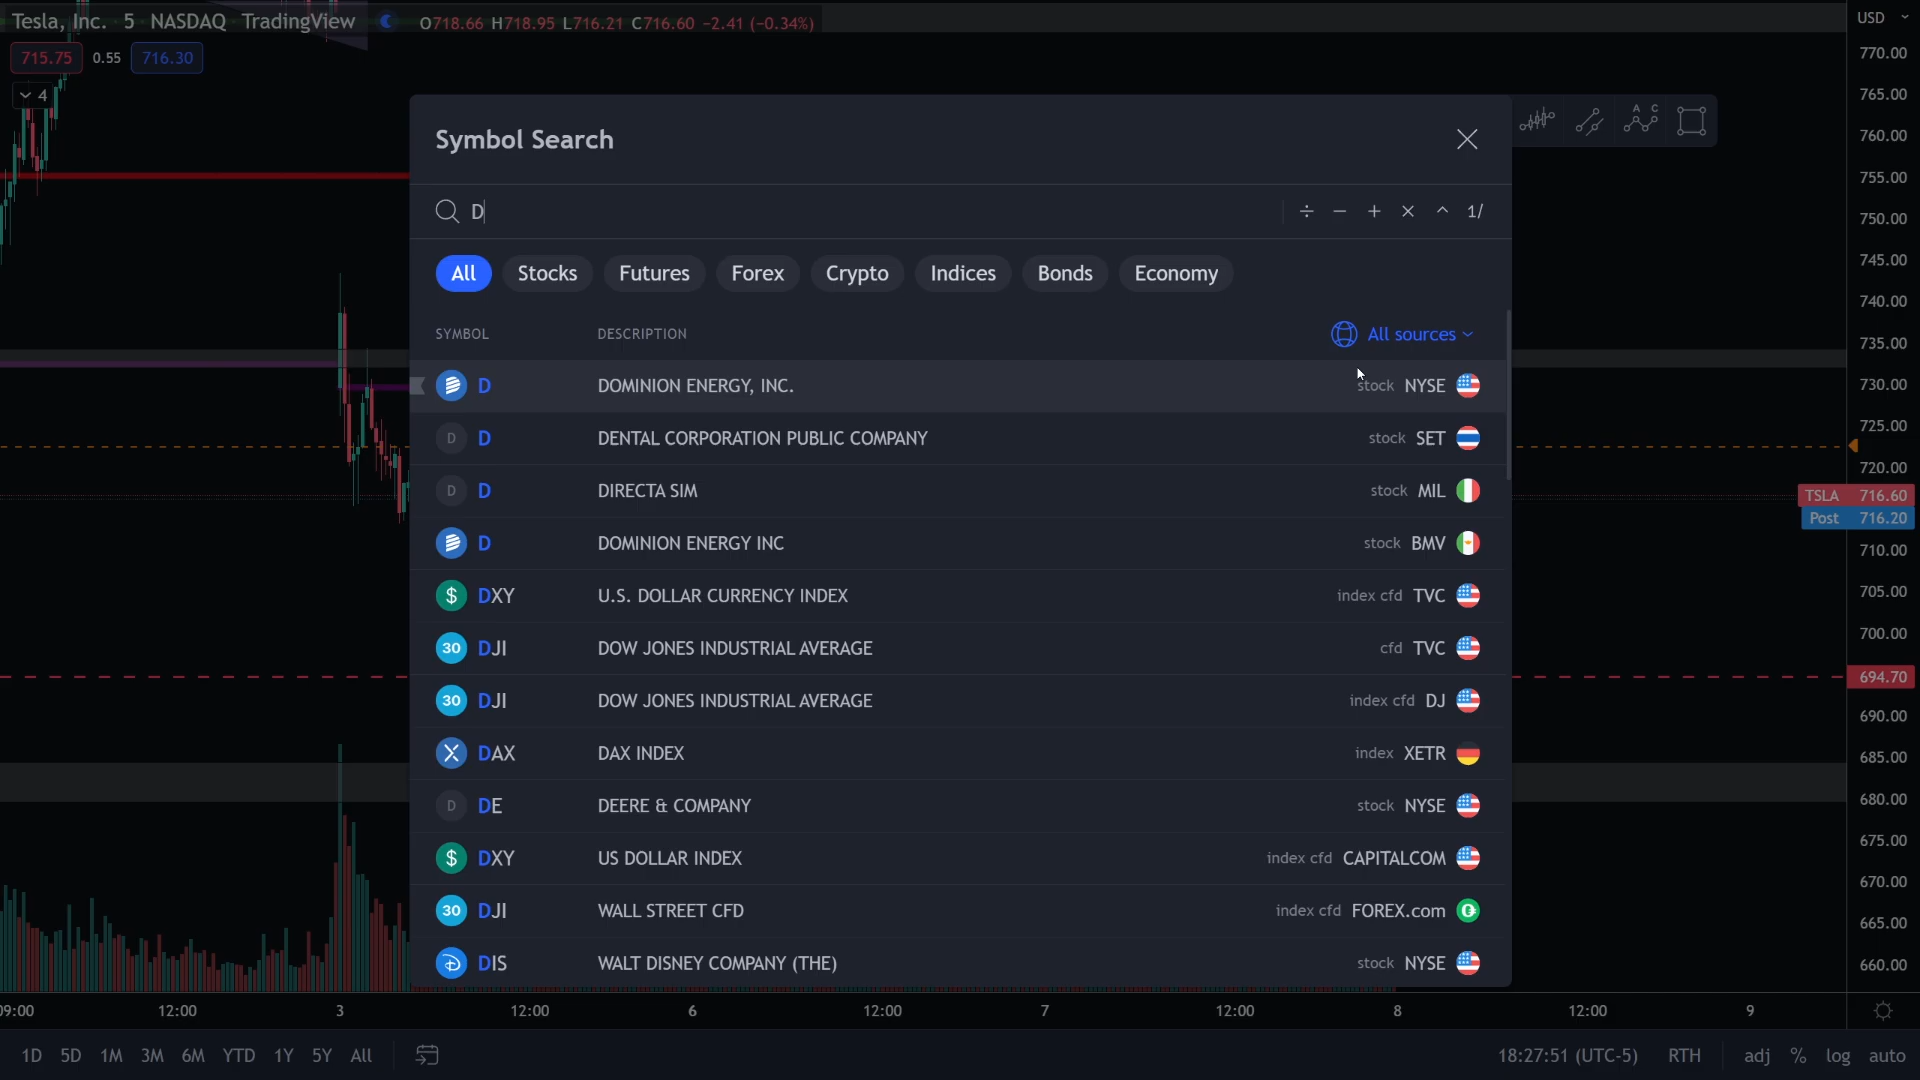 Tesla, Inc. 5 NASDAQ TradingView O718.66 H718.95 L716.21 C716.60 −2.41 (−0.34%)
USD
715.75 0.55 716.30
4
Symbol Search
D
÷ − + × ^ 1/
All Stocks Futures Forex Crypto Indices Bonds Economy
SYMBOL DESCRIPTION All sources
D DOMINION ENERGY, INC. stock NYSE
D D DENTAL CORPORATION PUBLIC COMPANY stock SET
D D DIRECTA SIM stock MIL
D DOMINION ENERGY INC stock BMV
$ DXY U.S. DOLLAR CURRENCY INDEX index cfd TVC
30 DJI DOW JONES INDUSTRIAL AVERAGE cfd TVC
30 DJI DOW JONES INDUSTRIAL AVERAGE index cfd DJ
DAX DAX INDEX index XETR
D DE DEERE & COMPANY stock NYSE
$ DXY US DOLLAR INDEX index cfd CAPITALCOM
30 DJI WALL STREET CFD index cfd FOREX.com
DIS WALT DISNEY COMPANY (THE) stock NYSE
A C
770.00
765.00
760.00
755.00
750.00
745.00
740.00
735.00
730.00
725.00
720.00
TSLA 716.60
Post 716.20
710.00
705.00
700.00
694.70
690.00
685.00
680.00
675.00
670.00
665.00
660.00
09:00 12:00 3 12:00 6 12:00 7 12:00 8 12:00 9
1D 5D 1M 3M 6M YTD 1Y 5Y All 18:27:51 (UTC-5) RTH adj % log auto